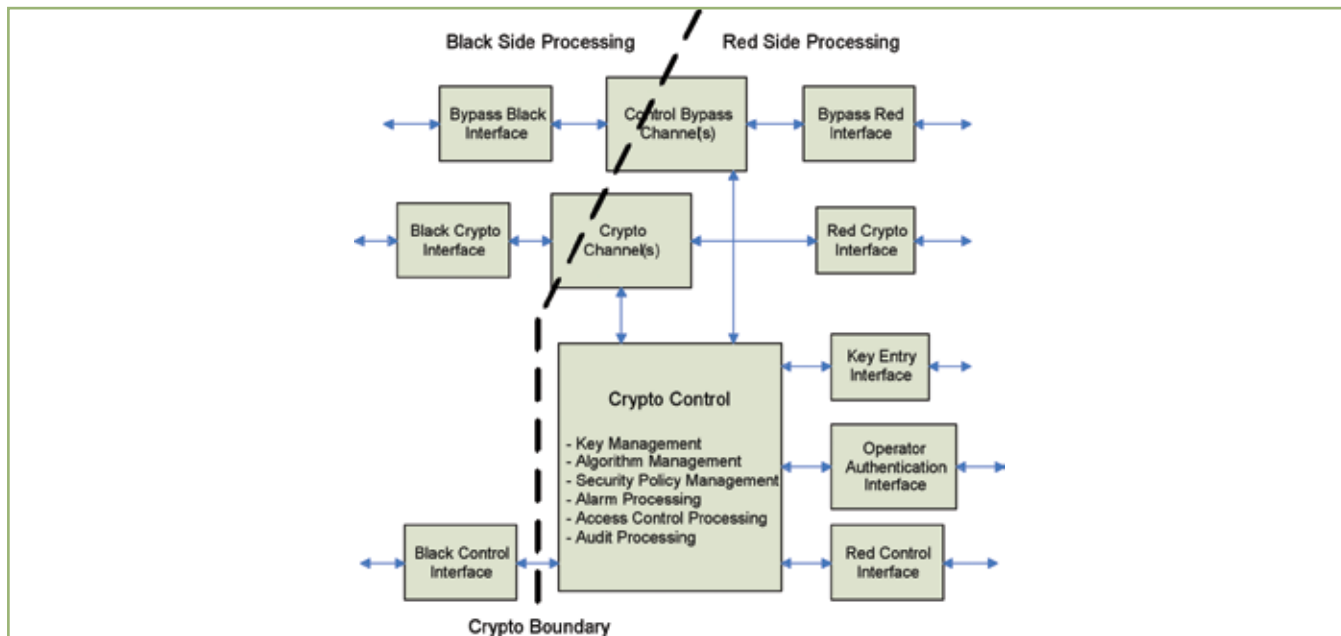 Black Side Processing
Red Side Processing
Bypass Black
Interface
Control Bypass
Channel(s)
Bypass Red
Interface
Black Crypto
Interface
Crypto
Channel(s)
Red Crypto
Interface
Key Entry
Interface
Crypto Control
- Key Management
- Algorithm Management
- Security Policy Management
- Alarm Processing
- Access Control Processing
- Audit Processing
Operator
Authentication
Interface
Black Control
Interface
Red Control
Interface
Crypto Boundary